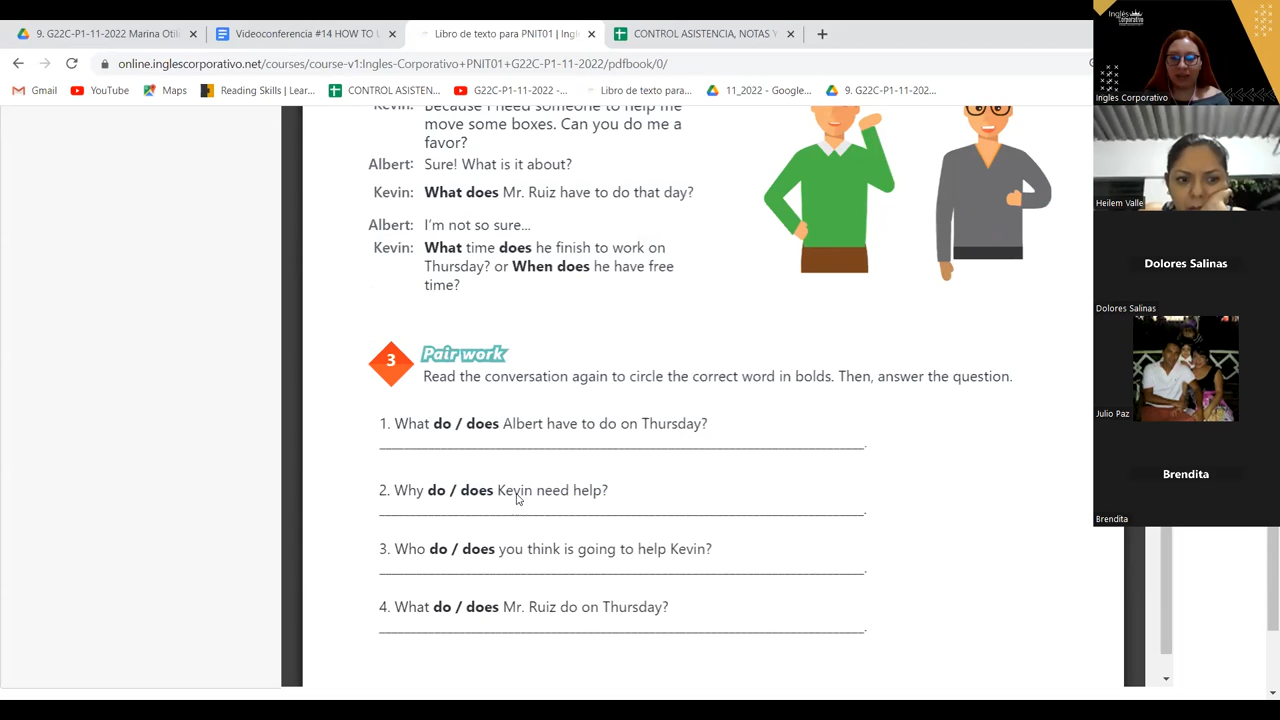 9. G22C-P1-11-2022 Marina Otil
Videoconferencia #14 HOW TO U
Libro de texto para PNIT01 | Ingl
CONTROL ASISTENCIA, NOTAS Y
online.inglescorporativo.net/courses/course-v1:Ingles-Corporativo+PNIT01+G22C-P1-11-2022/pdfbook/0/
Gmail
YouTube
Maps
Reading Skills | Lear...
CONTROL ASISTEN...
G22C-P1-11-2022 -...
Libro de texto para...
11_2022 - Google...
9. G22C-P1-11-202...
Kevin: Because I need someone to help me
move some boxes. Can you do me a
favor?
Albert: Sure! What is it about?
Kevin: What does Mr. Ruiz have to do that day?
Albert: I'm not so sure...
Kevin: What time does he finish to work on
Thursday? or When does he have free
time?
3 Pair work
Read the conversation again to circle the correct word in bolds. Then, answer the question.
1. What do / does Albert have to do on Thursday?
2. Why do / does Kevin need help?
3. Who do / does you think is going to help Kevin?
4. What do / does Mr. Ruiz do on Thursday?
Inglés
Corporativo
Ingles Corporativo
Heilem Valle
Dolores Salinas
Dolores Salinas
Julio Paz
Brendita
Brendita